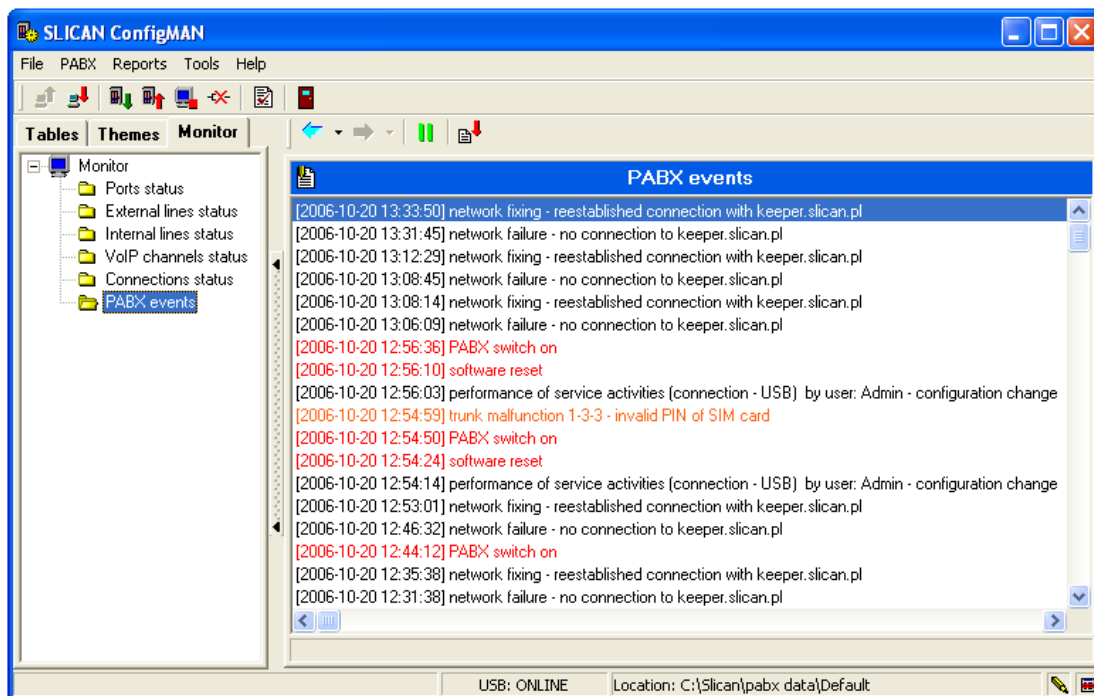 SLICAN ConfigMAN
File PABX Reports Tools Help
Tables Themes Monitor
Monitor
Ports status
External lines status
Internal lines status
VoIP channels status
Connections status
PABX events
PABX events
[2006-10-20 13:33:50] network fixing - reestablished connection with keeper.slican.pl
[2006-10-20 13:31:45] network failure - no connection to keeper.slican.pl
[2006-10-20 13:12:29] network fixing - reestablished connection with keeper.slican.pl
[2006-10-20 13:08:45] network failure - no connection to keeper.slican.pl
[2006-10-20 13:08:14] network fixing - reestablished connection with keeper.slican.pl
[2006-10-20 13:06:09] network failure - no connection to keeper.slican.pl
[2006-10-20 12:56:36] PABX switch on
[2006-10-20 12:56:10] software reset
[2006-10-20 12:56:03] performance of service activities (connection - USB) by user: Admin - configuration change
[2006-10-20 12:54:59] trunk malfunction 1-3-3 - invalid PIN of SIM card
[2006-10-20 12:54:50] PABX switch on
[2006-10-20 12:54:24] software reset
[2006-10-20 12:54:14] performance of service activities (connection - USB) by user: Admin - configuration change
[2006-10-20 12:53:01] network fixing - reestablished connection with keeper.slican.pl
[2006-10-20 12:46:32] network failure - no connection to keeper.slican.pl
[2006-10-20 12:44:12] PABX switch on
[2006-10-20 12:35:38] network fixing - reestablished connection with keeper.slican.pl
[2006-10-20 12:31:38] network failure - no connection to keeper.slican.pl
USB: ONLINE Location: C:\Slican\pabx data\Default